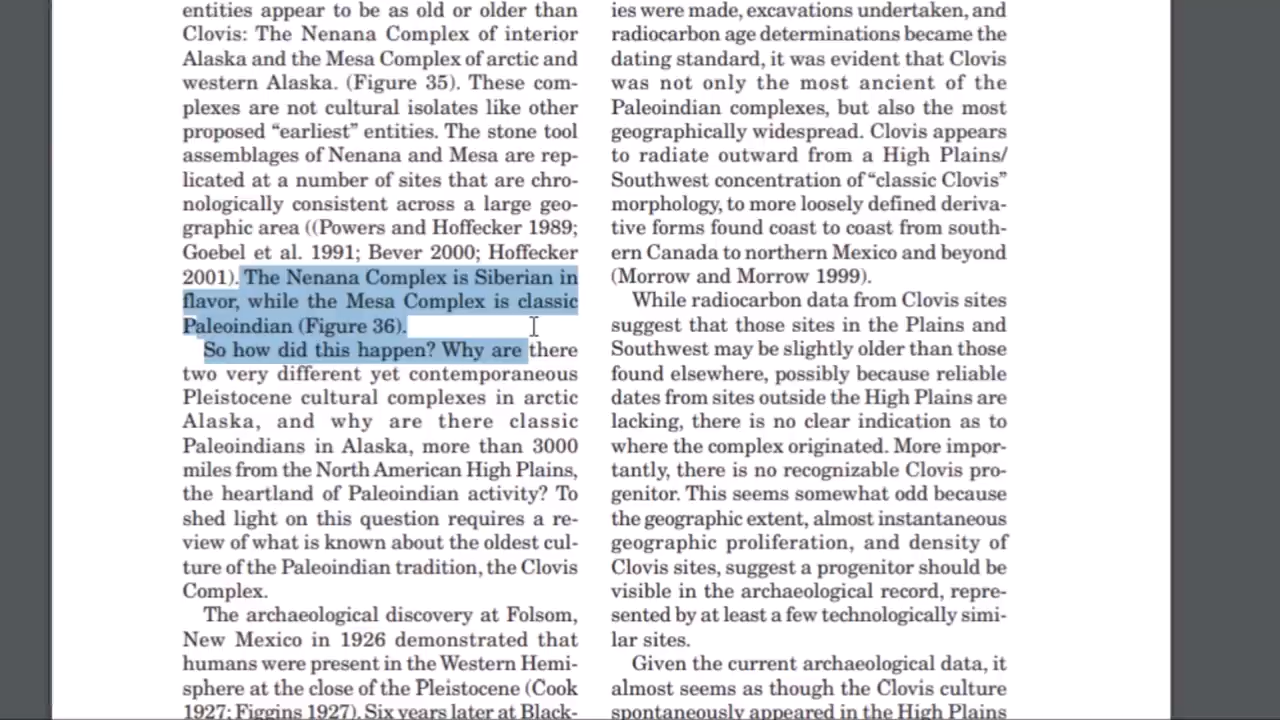 entities appear to be as old or older than
Clovis: The Nenana Complex of interior
Alaska and the Mesa Complex of arctic and
western Alaska. (Figure 35). These com-
plexes are not cultural isolates like other
proposed “earliest” entities. The stone tool
assemblages of Nenana and Mesa are rep-
licated at a number of sites that are chro-
nologically consistent across a large geo-
graphic area ((Powers and Hoffecker 1989;
Goebel et al. 1991; Bever 2000; Hoffecker
2001). The Nenana Complex is Siberian in
flavor, while the Mesa Complex is classic
Paleoindian (Figure 36).
So how did this happen? Why are there
two very different yet contemporaneous
Pleistocene cultural complexes in arctic
Alaska, and why are there classic
Paleoindians in Alaska, more than 3000
miles from the North American High Plains,
the heartland of Paleoindian activity? To
shed light on this question requires a re-
view of what is known about the oldest cul-
ture of the Paleoindian tradition, the Clovis
Complex.
The archaeological discovery at Folsom,
New Mexico in 1926 demonstrated that
humans were present in the Western Hemi-
sphere at the close of the Pleistocene (Cook
1927; Figgins 1927). Six years later at Black-
ies were made, excavations undertaken, and
radiocarbon age determinations became the
dating standard, it was evident that Clovis
was not only the most ancient of the
Paleoindian complexes, but also the most
geographically widespread. Clovis appears
to radiate outward from a High Plains/
Southwest concentration of “classic Clovis”
morphology, to more loosely defined deriva-
tive forms found coast to coast from south-
ern Canada to northern Mexico and beyond
(Morrow and Morrow 1999).
While radiocarbon data from Clovis sites
suggest that those sites in the Plains and
Southwest may be slightly older than those
found elsewhere, possibly because reliable
dates from sites outside the High Plains are
lacking, there is no clear indication as to
where the complex originated. More impor-
tantly, there is no recognizable Clovis pro-
genitor. This seems somewhat odd because
the geographic extent, almost instantaneous
geographic proliferation, and density of
Clovis sites, suggest a progenitor should be
visible in the archaeological record, repre-
sented by at least a few technologically simi-
lar sites.
Given the current archaeological data, it
almost seems as though the Clovis culture
spontaneously appeared in the High Plains